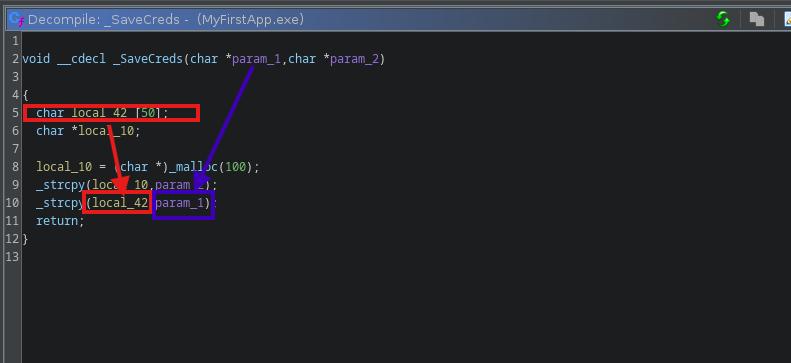 Decompile: _SaveCreds - (MyFirstApp.exe)
1
2 void __cdecl _SaveCreds(char *param_1,char *param_2)
3
4 {
5 char local_42 [50];
6 char *local_10;
7
8 local_10 = (char *)_malloc(100);
9 _strcpy(local_10,param_2);
10 _strcpy(local_42,param_1);
11 return;
12 }
13